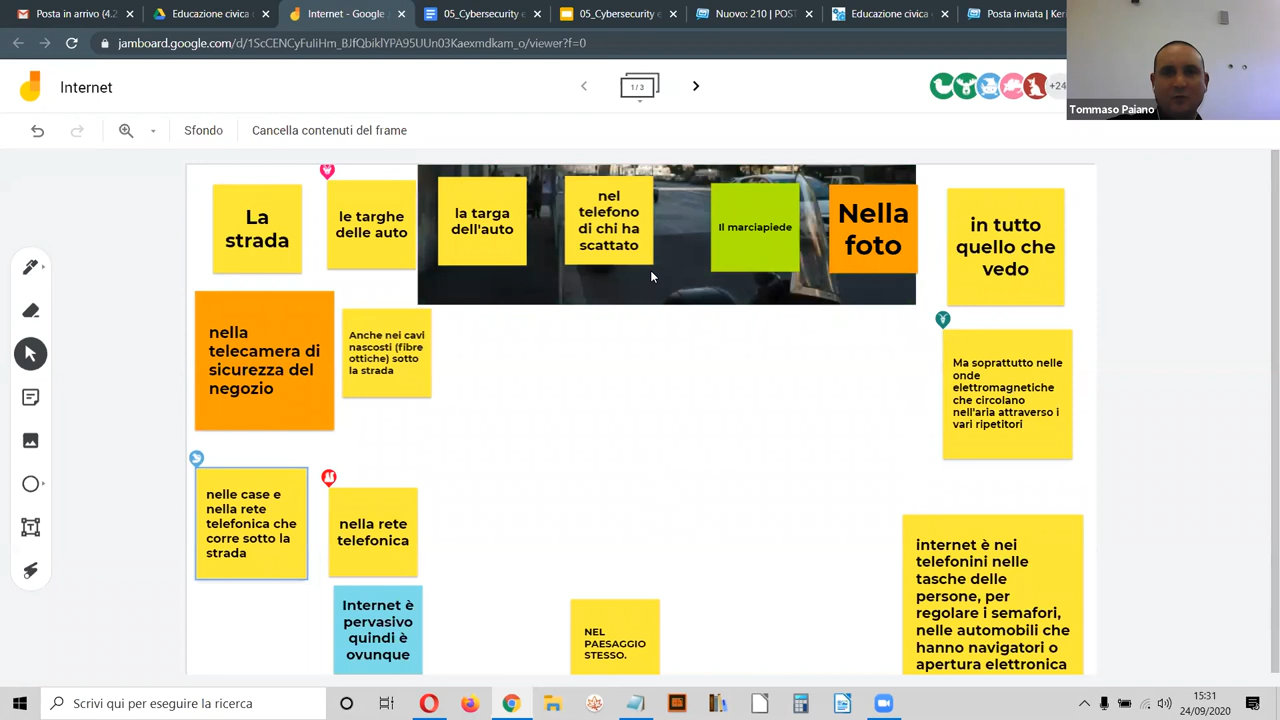 Posta in arrivo (4.2
Educazione civica
Internet - Google
05_Cybersecurity e
05_Cybersecurity e
Nuovo: 210 | POST
Educazione civica
Posta inviata | Keri
jamboard.google.com/d/1ScCENCyFuliHm_BJfQbiklYPA95UUn03Kaexmdkam_o/viewer?f=0
Tommaso Paiano
Internet
1 / 3
+24
Sfondo
Cancella contenuti del frame
La
strada
le targhe
delle auto
la targa
dell'auto
nel
telefono
di chi ha
scattato
Il marciapiede
Nella
foto
in tutto
quello che
vedo
nella
telecamera di
sicurezza del
negozio
Anche nei cavi
nascosti (fibre
ottiche) sotto
la strada
Ma soprattutto nelle
onde
elettromagnetiche
che circolano
nell'aria attraverso i
vari ripetitori
nelle case e
nella rete
telefonica che
corre sotto la
strada
nella rete
telefonica
Internet è
pervasivo
quindi è
ovunque
NEL
PAESAGGIO
STESSO.
internet è nei
telefonini nelle
tasche delle
persone, per
regolare i semafori,
nelle automobili che
hanno navigatori o
apertura elettronica
Scrivi qui per eseguire la ricerca
15:31
24/09/2020